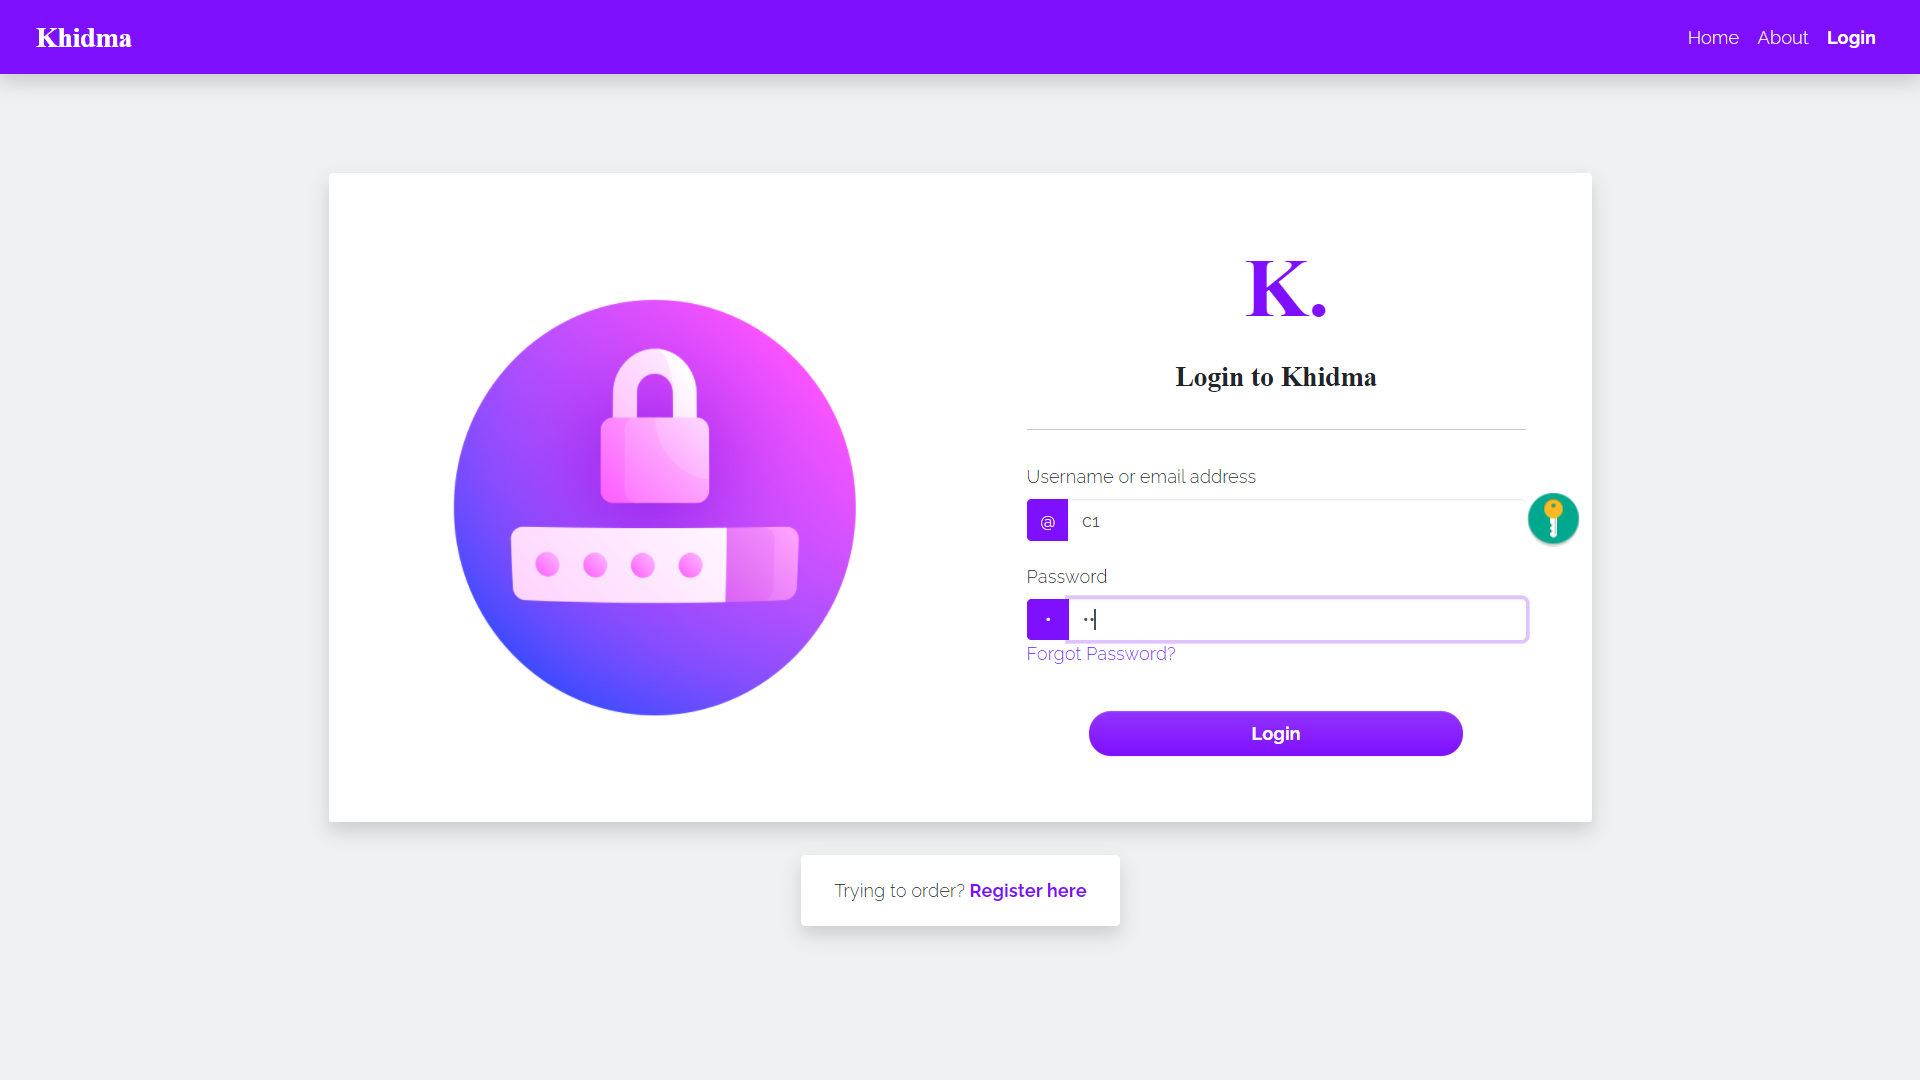 Khidma
Home About Login
K.
Login to Khidma
Username or email address
@ c1
Password
••
Forgot Password?
Login
Trying to order? Register here